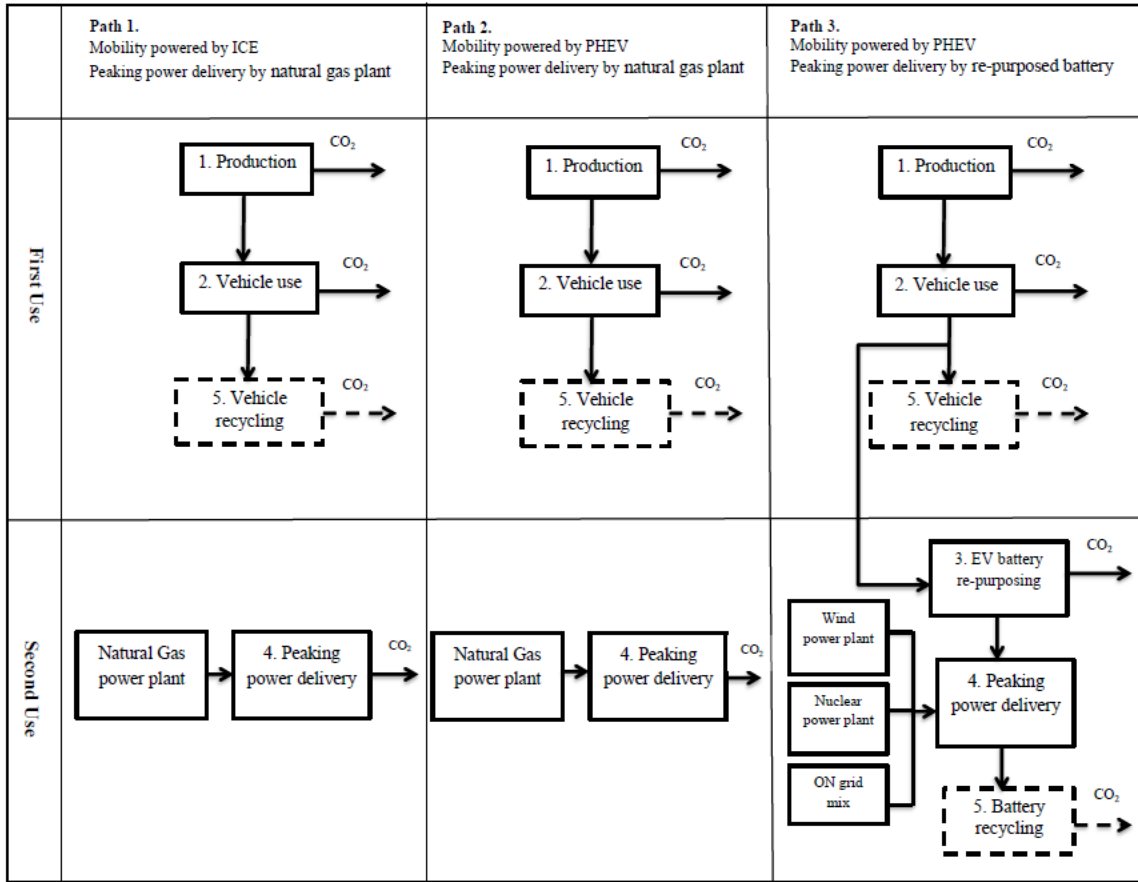 Path 1.
Mobility powered by ICE
Peaking power delivery by natural gas plant
Path 2.
Mobility powered by PHEV
Peaking power delivery by natural gas plant
Path 3.
Mobility powered by PHEV
Peaking power delivery by re-purposed battery
First Use
1. Production
CO₂
2. Vehicle use
CO₂
5. Vehicle
recycling
CO₂
1. Production
CO₂
2. Vehicle use
CO₂
5. Vehicle
recycling
CO₂
1. Production
CO₂
2. Vehicle use
CO₂
5. Vehicle
recycling
CO₂
Second Use
Natural Gas
power plant
4. Peaking
power delivery
CO₂
Natural Gas
power plant
4. Peaking
power delivery
CO₂
3. EV battery
re-purposing
CO₂
Wind
power plant
Nuclear
power plant
ON grid
mix
4. Peaking
power delivery
5. Battery
recycling
CO₂